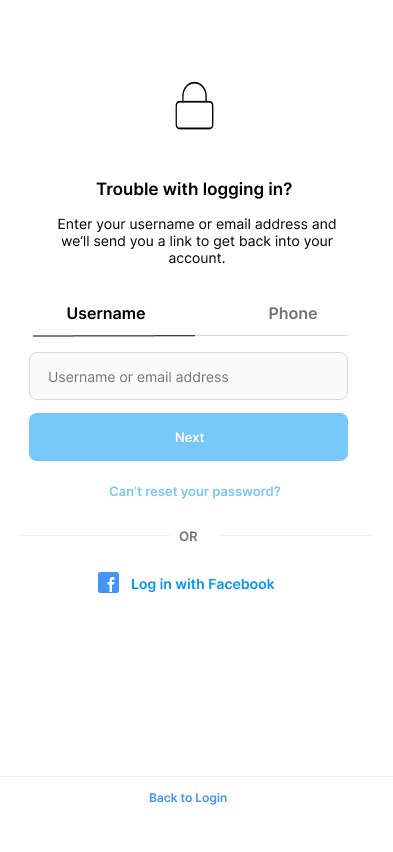 Trouble with logging in?
Enter your username or email address and
we’ll send you a link to get back into your
account.
Username
Phone
Username or email address
Next
Can’t reset your password?
OR
Log in with Facebook
Back to Login